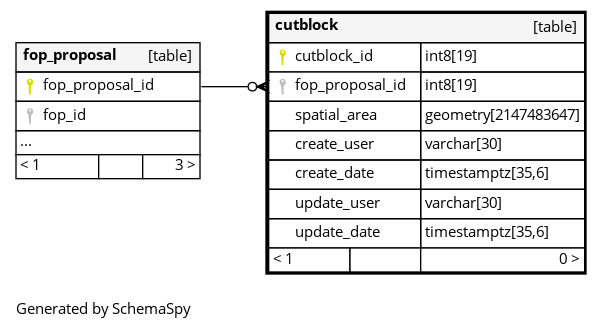 fop_proposal [table]
fop_proposal_id
fop_id
...
< 1 3 >
cutblock [table]
cutblock_id int8[19]
fop_proposal_id int8[19]
spatial_area geometry[2147483647]
create_user varchar[30]
create_date timestamptz[35,6]
update_user varchar[30]
update_date timestamptz[35,6]
< 1 0 >
Generated by SchemaSpy